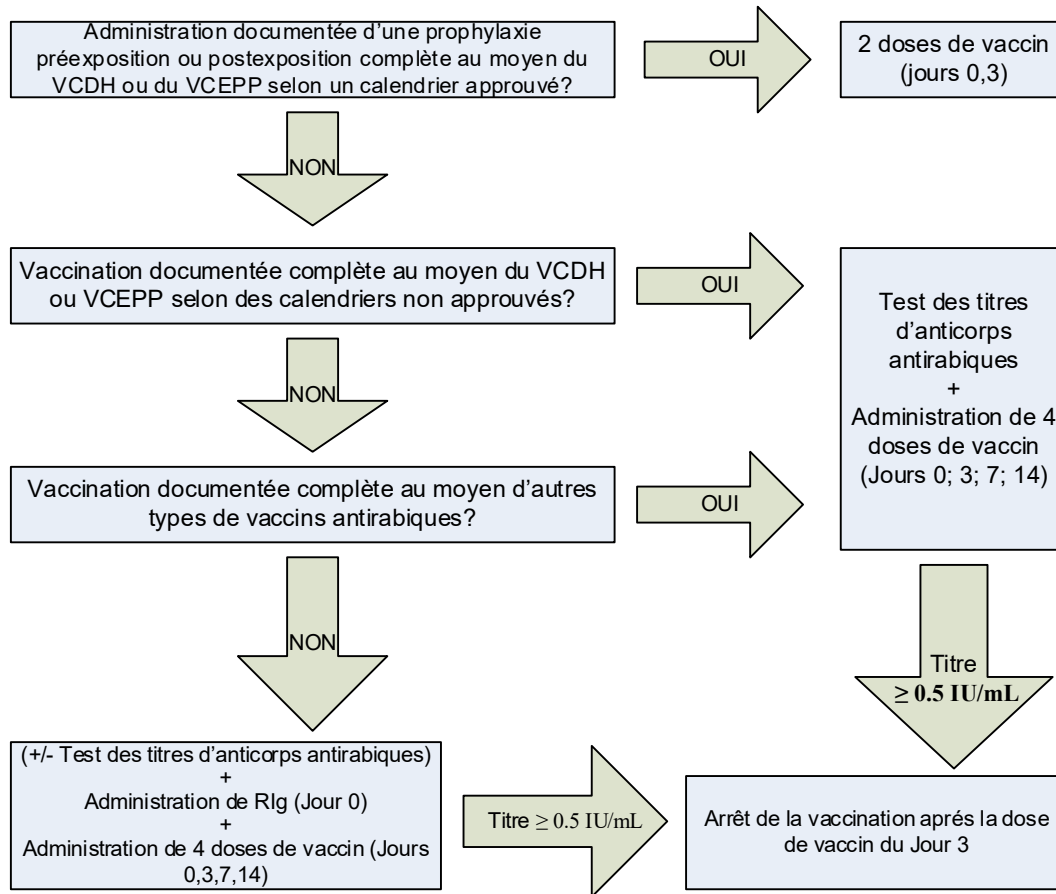 Administration documentée d'une prophylaxie
préexposition ou postexposition complète au moyen du
VCDH ou du VCEPP selon un calendrier approuvé?
OUI
2 doses de vaccin
(jours 0,3)
NON
Vaccination documentée complète au moyen du VCDH
ou VCEPP selon des calendriers non approuvés?
OUI
Test des titres
d'anticorps
antirabiques
+
Administration de 4
doses de vaccin
(Jours 0; 3; 7; 14)
NON
Vaccination documentée complète au moyen d'autres
types de vaccins antirabiques?
OUI
NON
Titre
≥ 0.5 IU/mL
(+/- Test des titres d'anticorps antirabiques)
+
Administration de RIg (Jour 0)
+
Administration de 4 doses de vaccin (Jours
0,3,7,14)
Titre ≥ 0.5 IU/mL
Arrêt de la vaccination aprés la dose
de vaccin du Jour 3